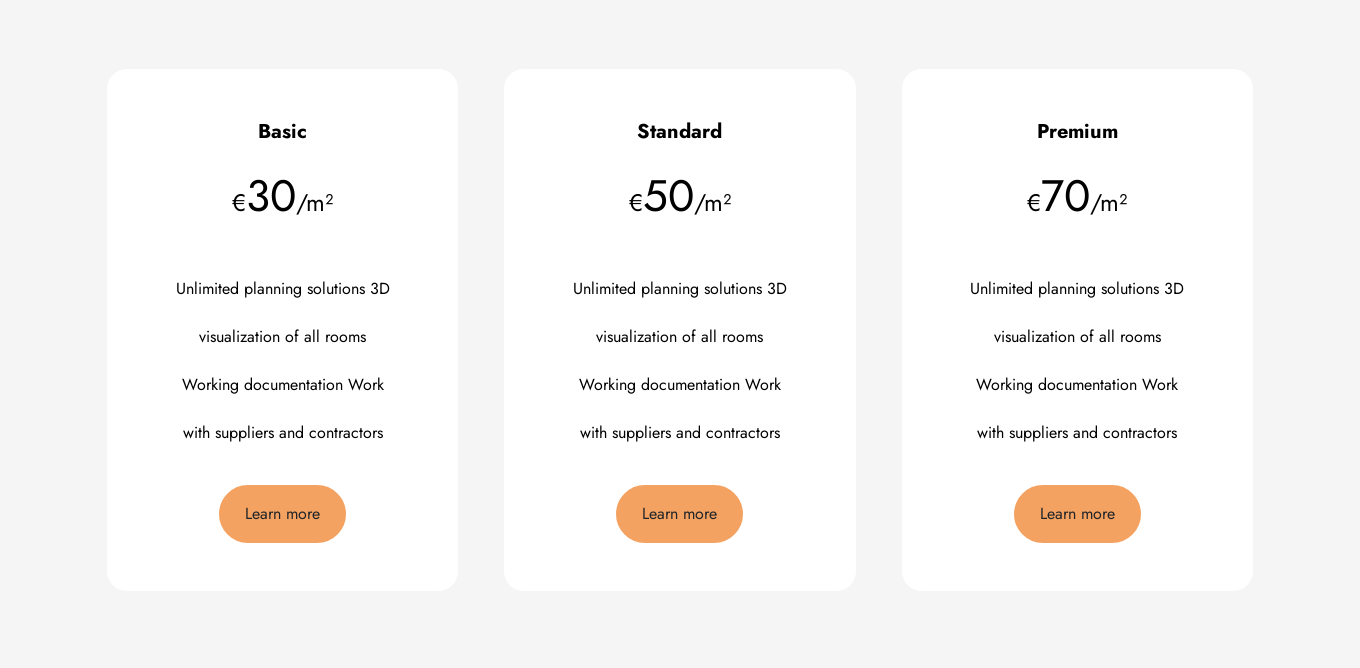 Basic
€30/m²
Unlimited planning solutions 3D
visualization of all rooms
Working documentation Work
with suppliers and contractors
Learn more
Standard
€50/m²
Unlimited planning solutions 3D
visualization of all rooms
Working documentation Work
with suppliers and contractors
Learn more
Premium
€70/m²
Unlimited planning solutions 3D
visualization of all rooms
Working documentation Work
with suppliers and contractors
Learn more